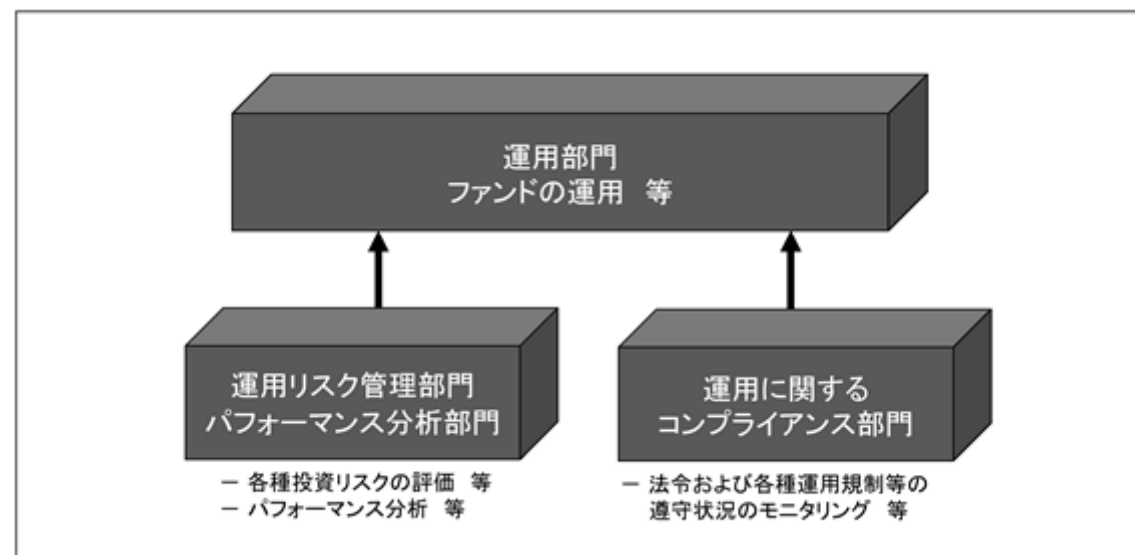 運用部門
ファンドの運用 等
運用リスク管理部門
パフォーマンス分析部門
－ 各種投資リスクの評価 等
－ パフォーマンス分析 等
運用に関する
コンプライアンス部門
－ 法令および各種運用規制等の
遵守状況のモニタリング 等